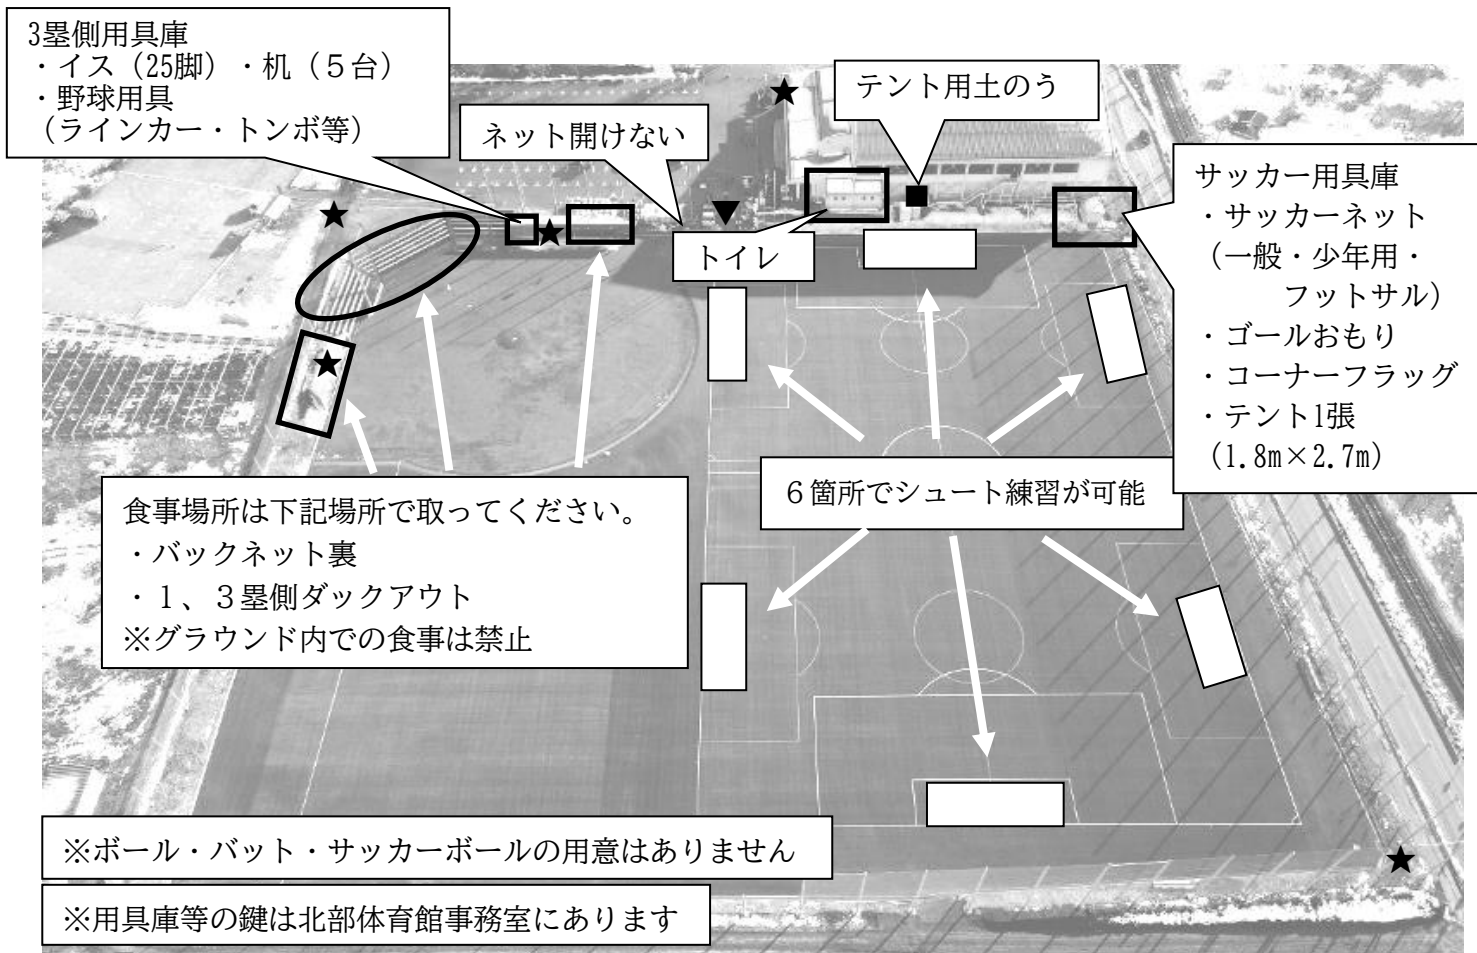 3塁側用具庫
・イス（25脚）・机（５台）
・野球用具
（ラインカー・トンボ等）
ネット開けない
テント用土のう
トイレ
サッカー用具庫
・サッカーネット
（一般・少年用・
フットサル）
・ゴールおもり
・コーナーフラッグ
・テント1張
（1.8m×2.7m）
６箇所でシュート練習が可能
食事場所は下記場所で取ってください。
・バックネット裏
・１、３塁側ダックアウト
※グラウンド内での食事は禁止
※ボール・バット・サッカーボールの用意はありません
※用具庫等の鍵は北部体育館事務室にあります